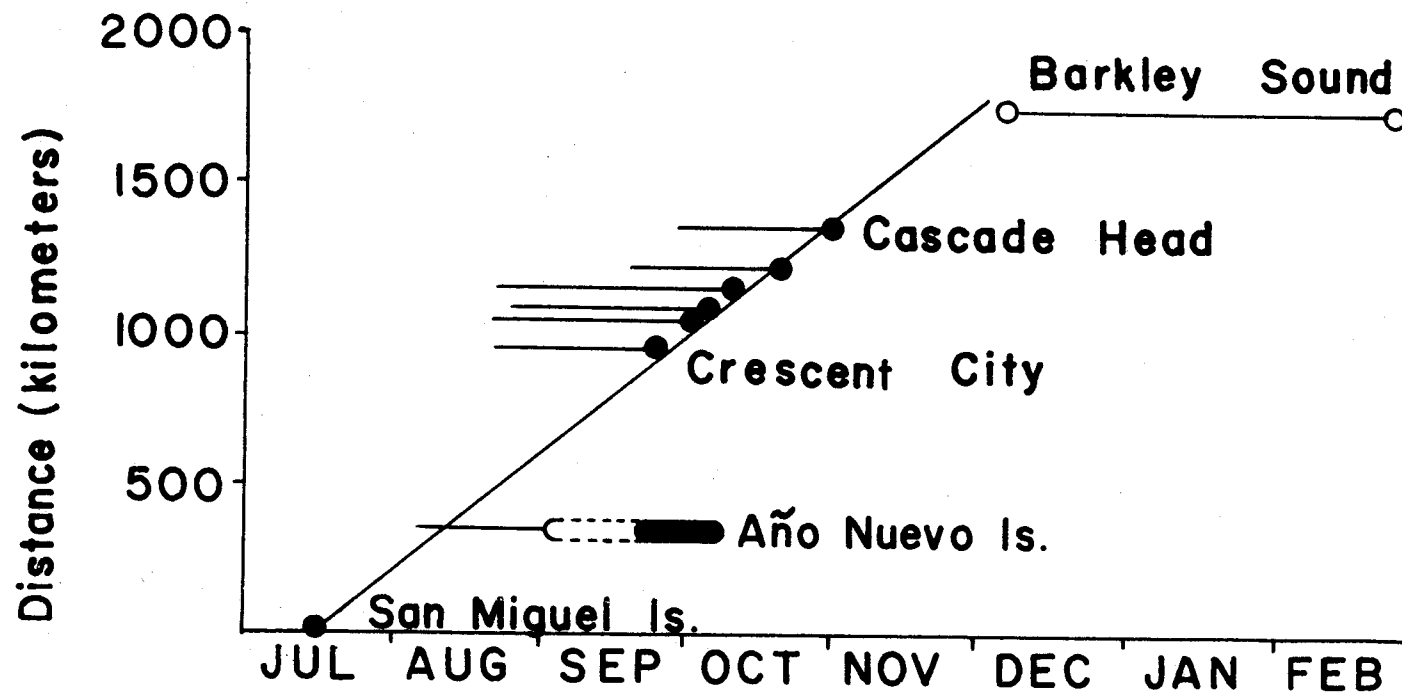 2000
Barkley Sound
1500
Cascade Head
1000
Crescent City
500
Año Nuevo Is.
San Miguel Is.
JUL AUG SEP OCT NOV DEC JAN FEB
Distance (kilometers)